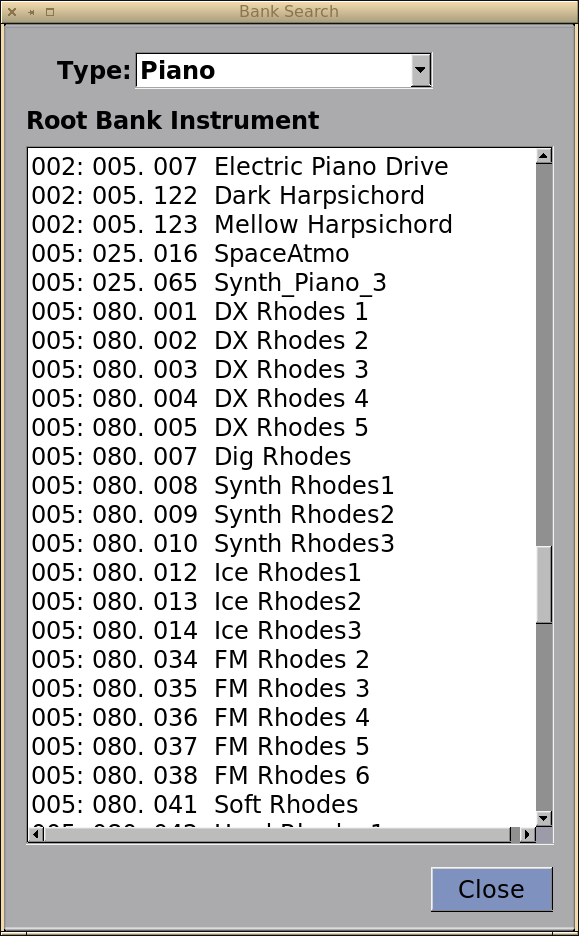 Bank Search
Type: Piano
Root Bank Instrument
002: 005. 007 Electric Piano Drive
002: 005. 122 Dark Harpsichord
002: 005. 123 Mellow Harpsichord
005: 025. 016 SpaceAtmo
005: 025. 065 Synth_Piano_3
005: 080. 001 DX Rhodes 1
005: 080. 002 DX Rhodes 2
005: 080. 003 DX Rhodes 3
005: 080. 004 DX Rhodes 4
005: 080. 005 DX Rhodes 5
005: 080. 007 Dig Rhodes
005: 080. 008 Synth Rhodes1
005: 080. 009 Synth Rhodes2
005: 080. 010 Synth Rhodes3
005: 080. 012 Ice Rhodes1
005: 080. 013 Ice Rhodes2
005: 080. 014 Ice Rhodes3
005: 080. 034 FM Rhodes 2
005: 080. 035 FM Rhodes 3
005: 080. 036 FM Rhodes 4
005: 080. 037 FM Rhodes 5
005: 080. 038 FM Rhodes 6
005: 080. 041 Soft Rhodes
Close